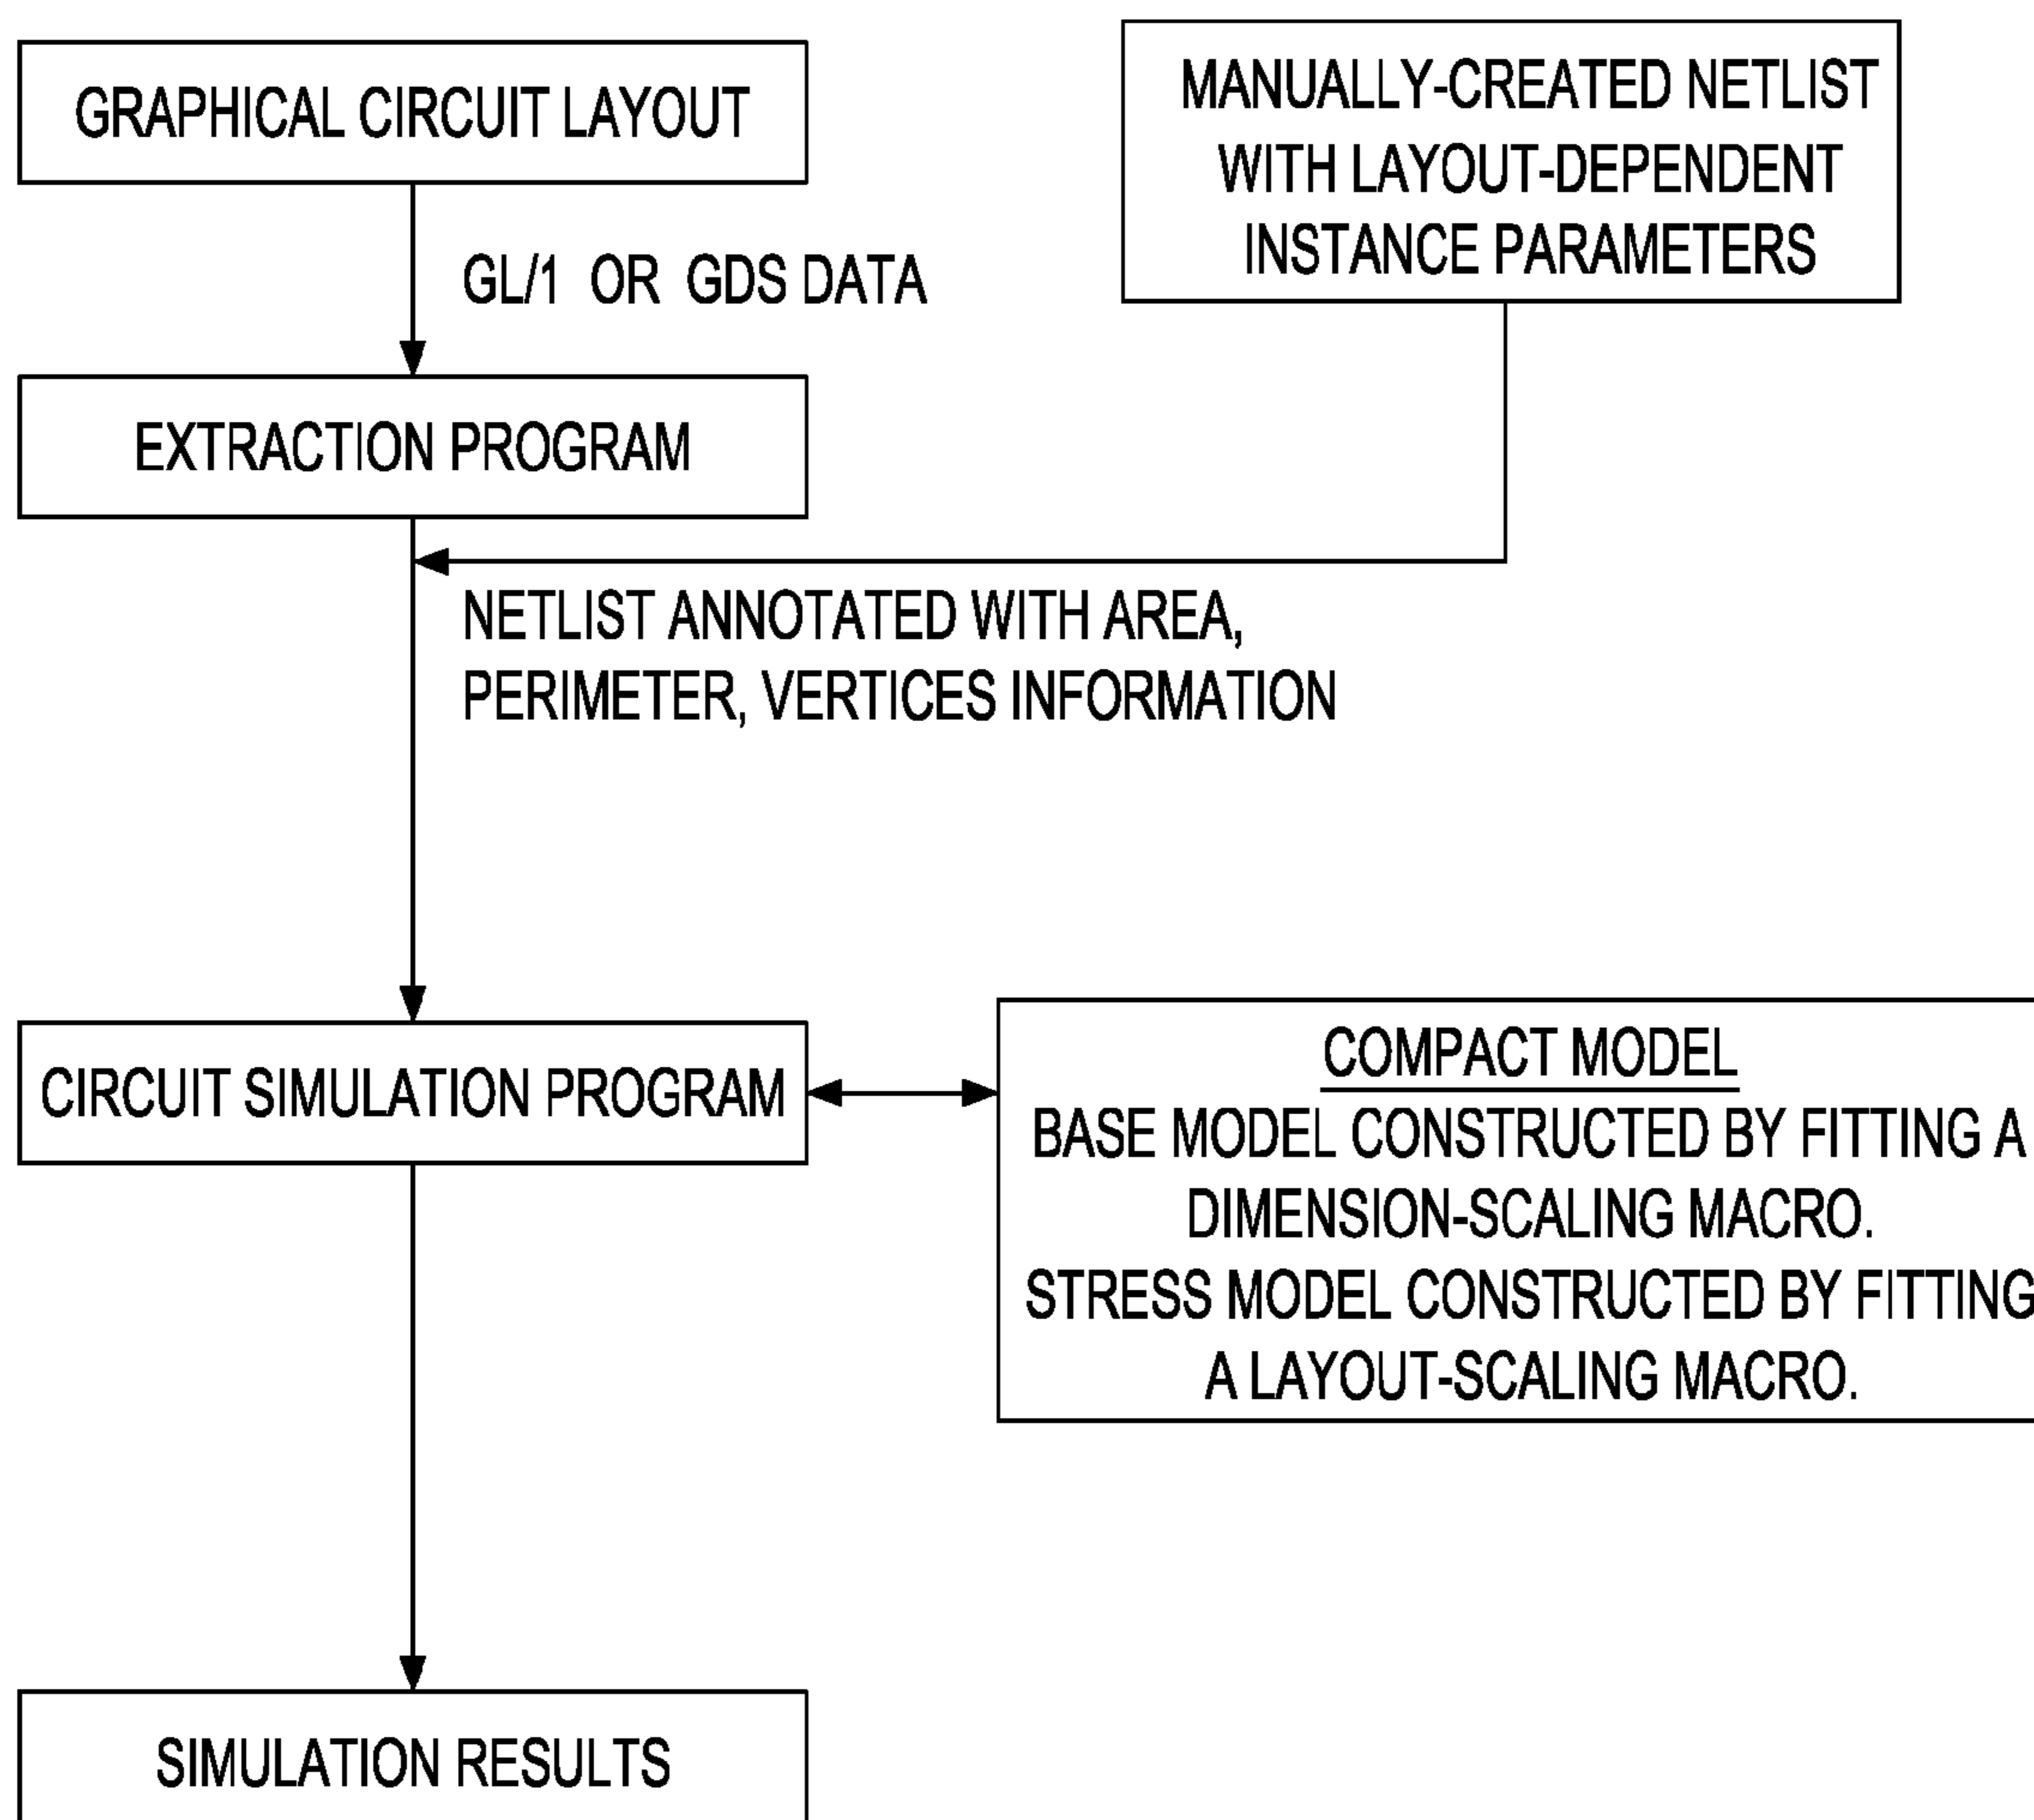 GRAPHICAL CIRCUIT LAYOUT
MANUALLY-CREATED NETLIST
WITH LAYOUT-DEPENDENT
INSTANCE PARAMETERS
GL/1 OR GDS DATA
EXTRACTION PROGRAM
NETLIST ANNOTATED WITH AREA,
PERIMETER, VERTICES INFORMATION
CIRCUIT SIMULATION PROGRAM
COMPACT MODEL
BASE MODEL CONSTRUCTED BY FITTING A
DIMENSION-SCALING MACRO.
STRESS MODEL CONSTRUCTED BY FITTING
A LAYOUT-SCALING MACRO.
SIMULATION RESULTS